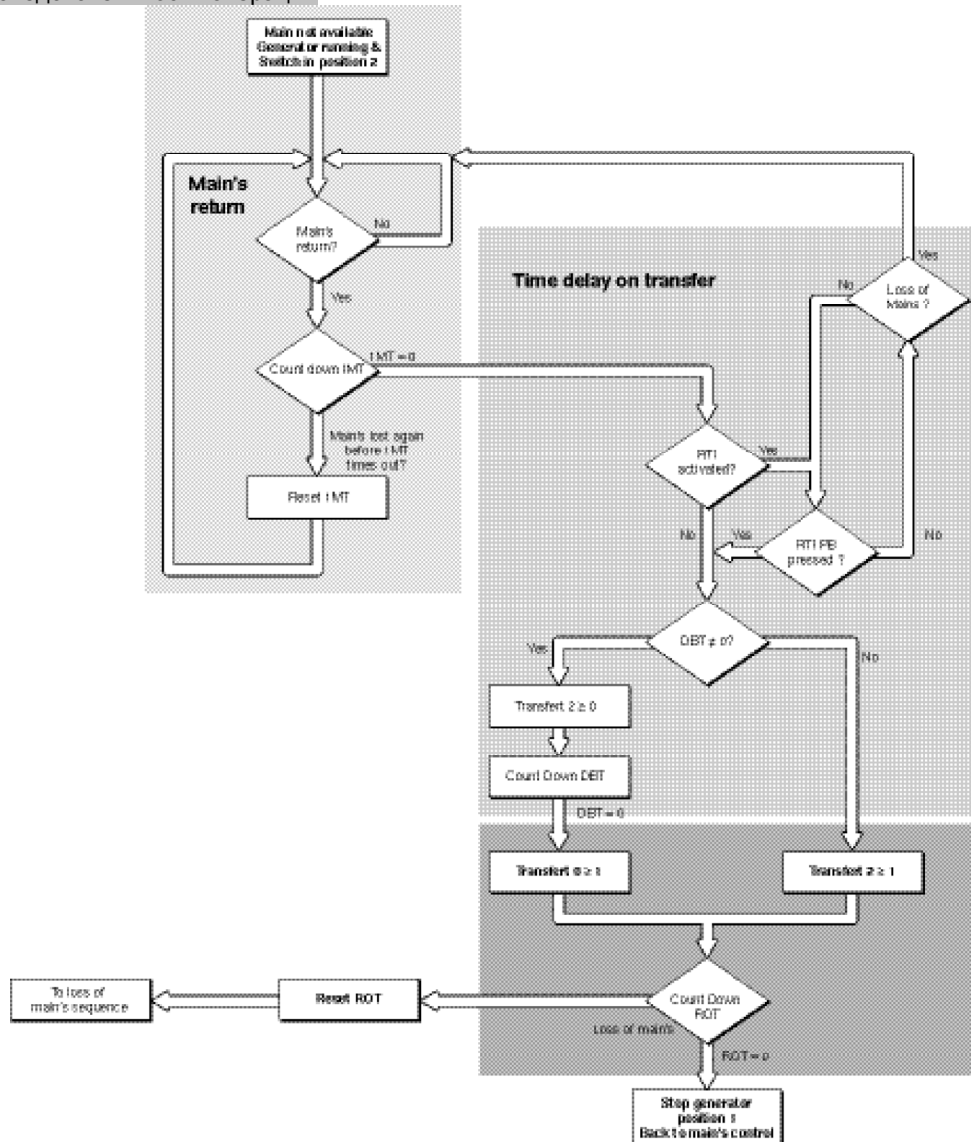 Main not available
Generator running &
Switch in position 2
Main's
return
Main's
return?
No
Yes
Count down 1MT
1MT = 0
Main's lost again
before 1MT
times out?
Reset 1MT
Time delay on transfer
Loss of
Mains ?
Yes
No
RTI
activated?
Yes
No
RTI PB
pressed ?
Yes
No
DBT ≠ 0?
Yes
No
Transfert 2 ≥ 0
Count Down DBT
DBT = 0
Transfert 0 ≥ 1
Transfert 2 ≥ 1
Count Down
ROT
Loss of main's
Reset ROT
To loss of
main's sequence
ROT = 0
Stop generator
position 1
Back to main's control